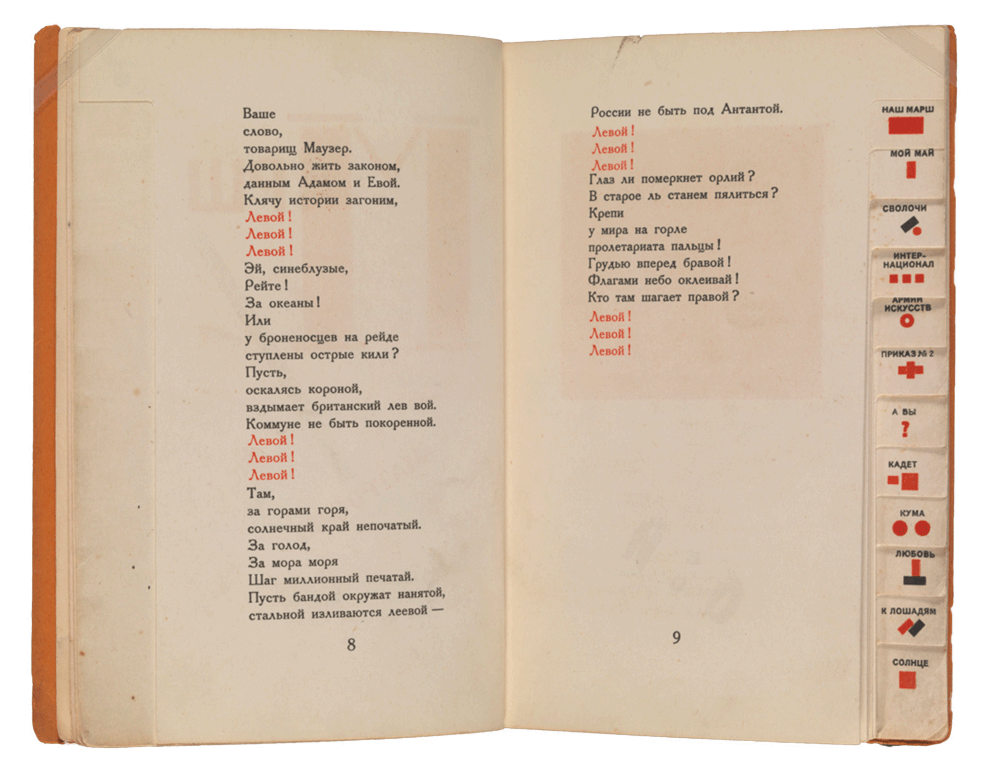 Ваше
слово,
товарищ Маузер.
Довольно жить законом,
данным Адамом и Евой.
Клячу истории загоним,
Левой!
Левой!
Левой!
Эй, синеблузые,
Рейте!
За океаны!
Или
у броненосцев на рейде
ступлены острые кили?
Пусть,
оскалясь короной,
вздымает британский лев вой.
Коммуне не быть покоренной.
Левой!
Левой!
Левой!
Там,
за горами горя,
солнечный край непочатый.
За голод,
За мора моря
Шаг миллионный печатай.
Пусть бандой окружат нанятой,
стальной изливаются леевой —
8
России не быть под Антантой.
Левой!
Левой!
Левой!
Глаз ли померкнет орлий?
В старое ль станем пялиться?
Крепи
у мира на горле
пролетариата пальцы!
Грудью вперед бравой!
Флагами небо оклеивай!
Кто там шагает правой?
Левой!
Левой!
Левой!
9
НАШ МАРШ
МОЙ МАЙ
СВОЛОЧИ
ИНТЕР-
НАЦИОНАЛ
АРМИИ
ИСКУССТВ
ПРИКАЗ № 2
А ВЫ
?
КАДЕТ
КУМА
ЛЮБОВЬ
К ЛОШАДЯМ
СОЛНЦЕ